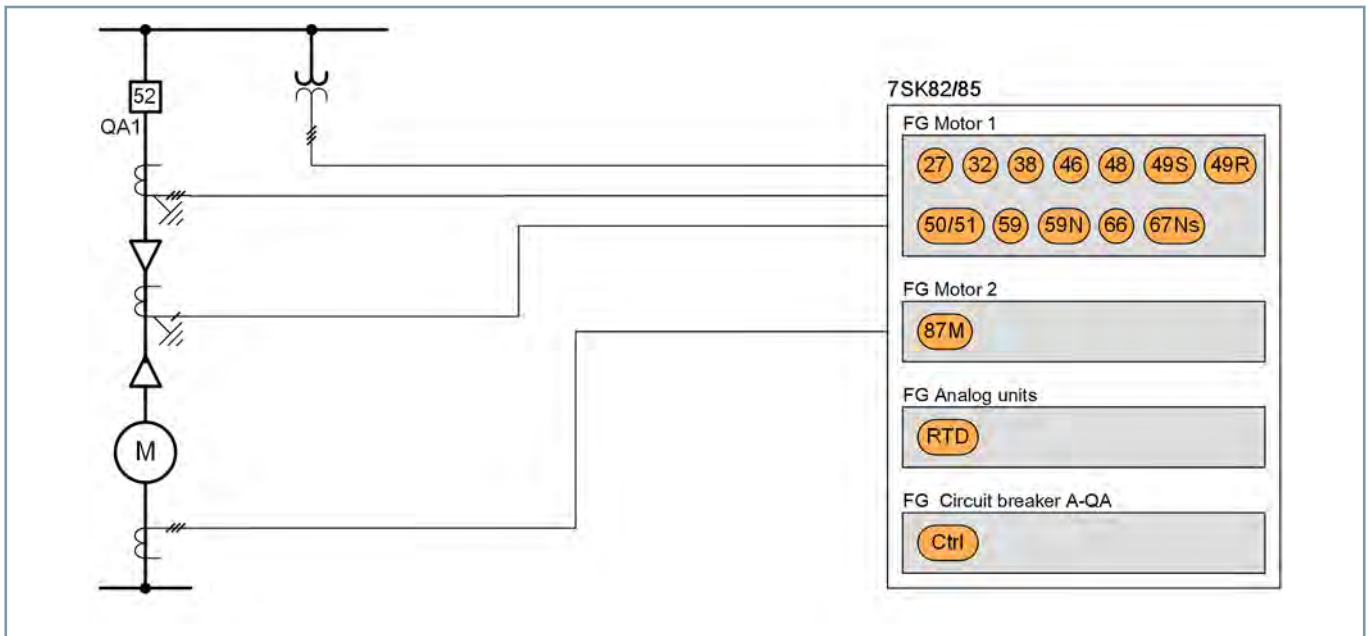 52
QA1
M
7SK82/85
FG Motor 1
27 32 38 46 48 49S 49R
50/51 59 59N 66 67Ns
FG Motor 2
87M
FG Analog units
RTD
FG Circuit breaker A-QA
Ctrl